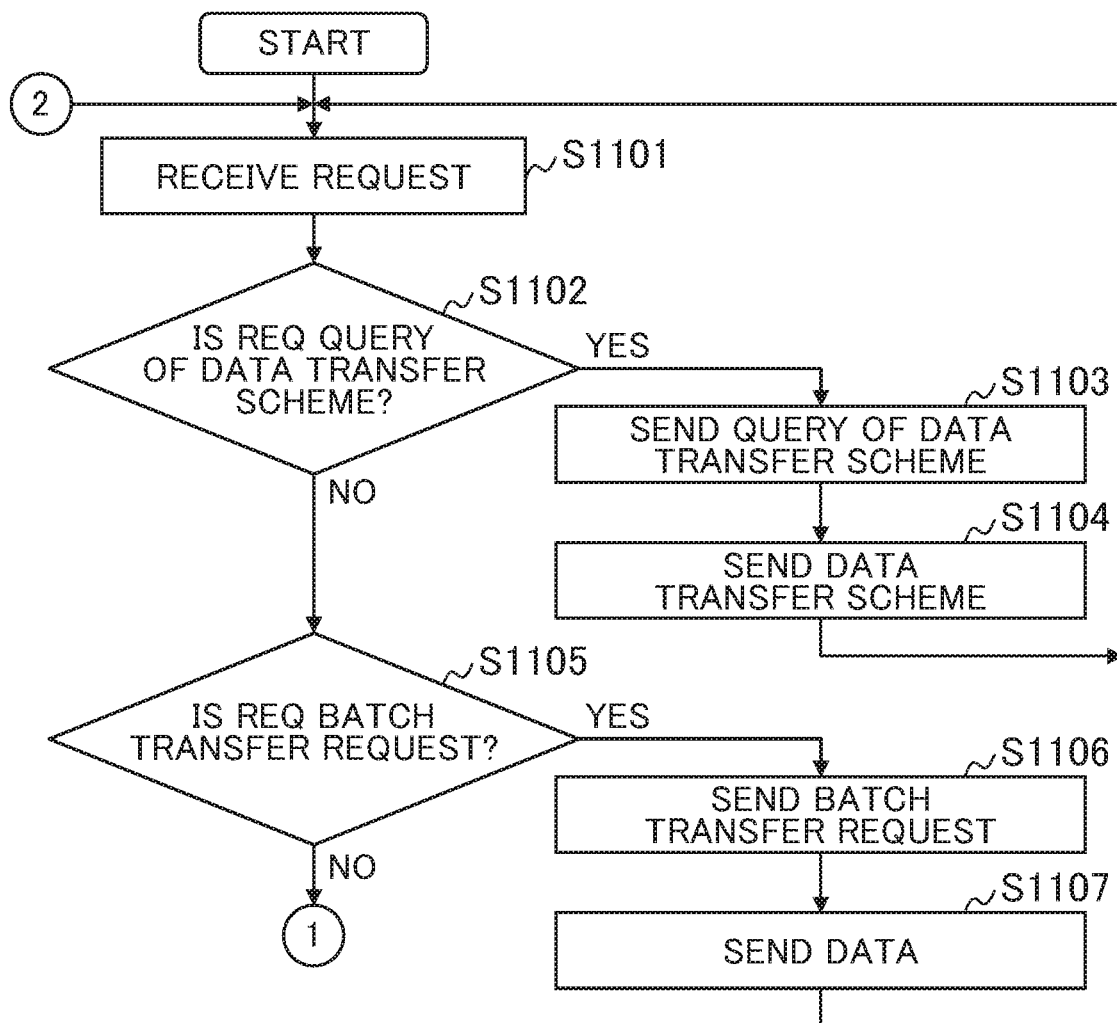 START
2
RECEIVE REQUEST
S1101
S1102
IS REQ QUERY
OF DATA TRANSFER
SCHEME?
YES
NO
S1103
SEND QUERY OF DATA
TRANSFER SCHEME
S1104
SEND DATA
TRANSFER SCHEME
S1105
IS REQ BATCH
TRANSFER REQUEST?
YES
NO
1
S1106
SEND BATCH
TRANSFER REQUEST
S1107
SEND DATA